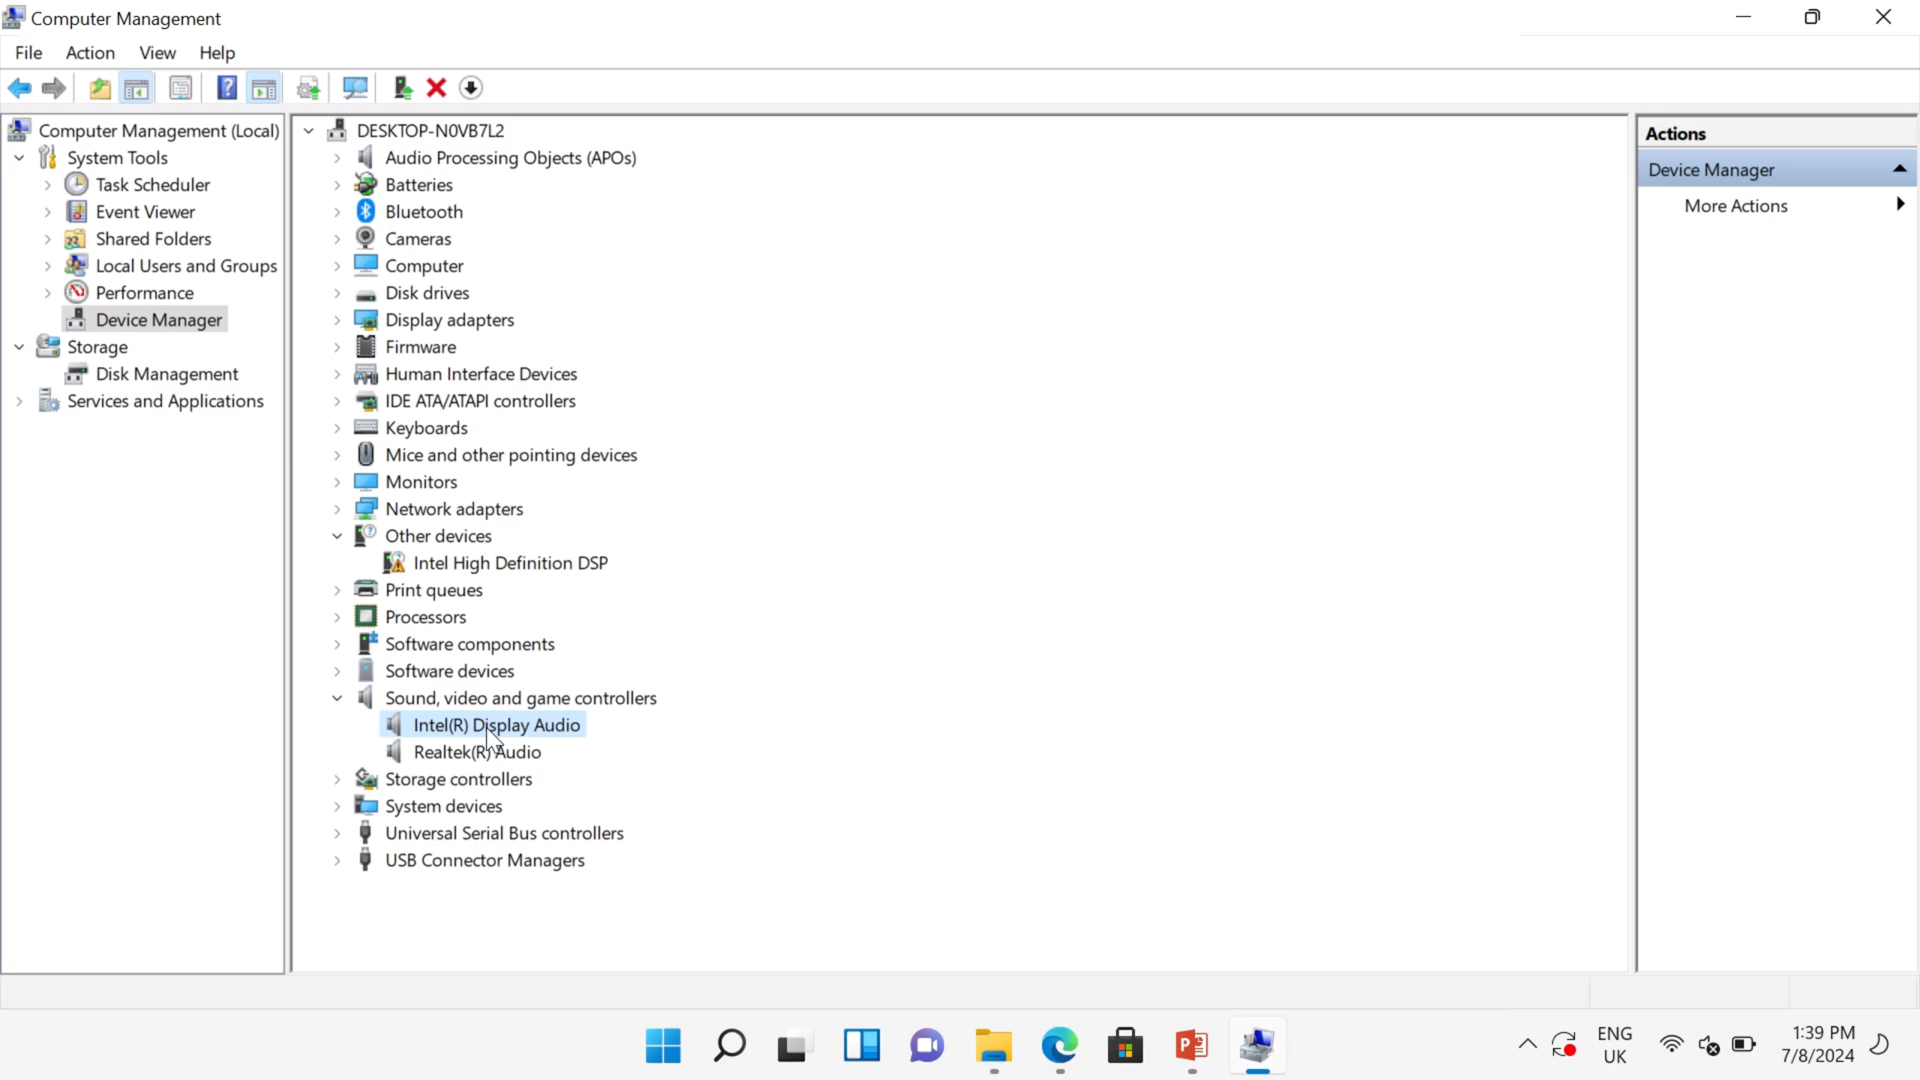 Computer Management
File Action View Help
Computer Management (Local)
System Tools
Task Scheduler
Event Viewer
Shared Folders
Local Users and Groups
Performance
Device Manager
Storage
Disk Management
Services and Applications
DESKTOP-N0VB7L2
Audio Processing Objects (APOs)
Batteries
Bluetooth
Cameras
Computer
Disk drives
Display adapters
Firmware
Human Interface Devices
IDE ATA/ATAPI controllers
Keyboards
Mice and other pointing devices
Monitors
Network adapters
Other devices
Intel High Definition DSP
Print queues
Processors
Software components
Software devices
Sound, video and game controllers
Intel(R) Display Audio
Realtek(R) Audio
Storage controllers
System devices
Universal Serial Bus controllers
USB Connector Managers
Actions
Device Manager
More Actions
ENG
UK
1:39 PM
7/8/2024